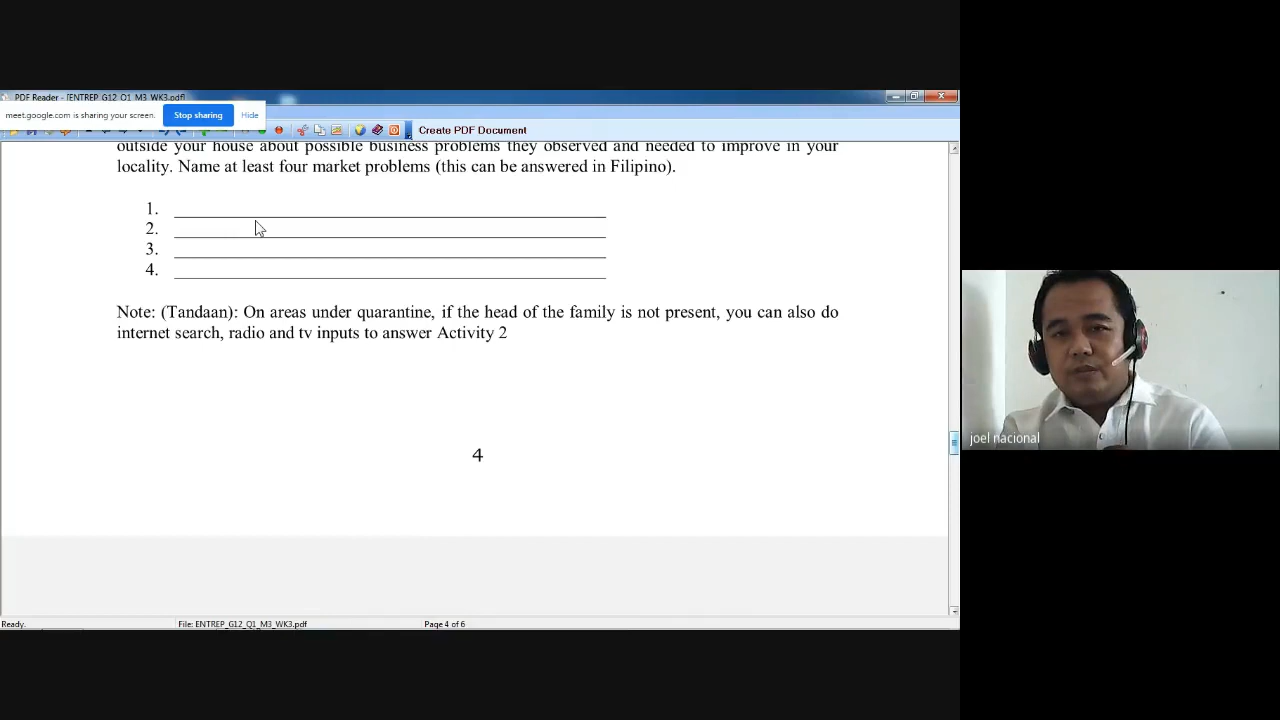 PDF Reader - [ENTREP_G12_Q1_M3_WK3.pdf]
meet.google.com is sharing your screen.
Stop sharing
Hide
Create PDF Document
outside your house about possible business problems they observed and needed to improve in your
locality. Name at least four market problems (this can be answered in Filipino).
1.
2.
3.
4.
Note: (Tandaan): On areas under quarantine, if the head of the family is not present, you can also do
internet search, radio and tv inputs to answer Activity 2
joel nacional
4
Ready.
File: ENTREP_G12_Q1_M3_WK3.pdf
Page 4 of 6